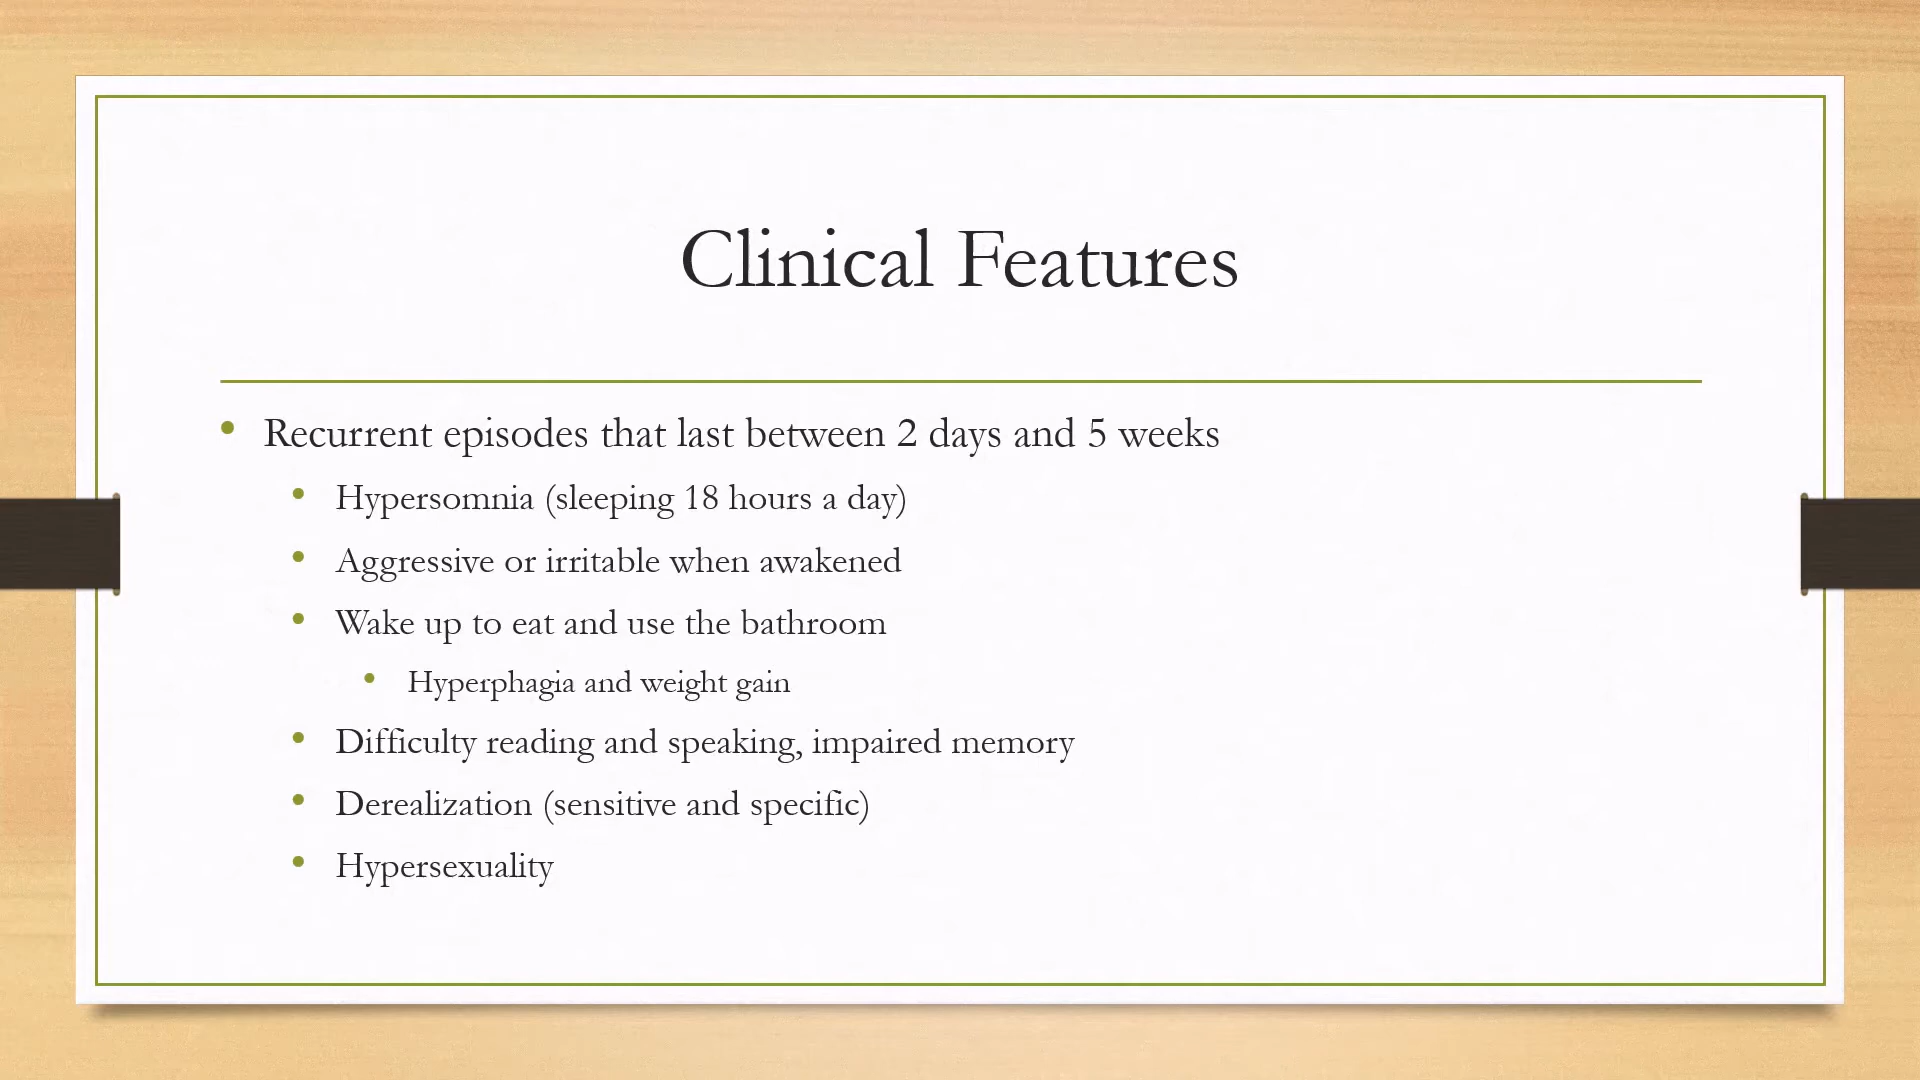 Clinical Features
• Recurrent episodes that last between 2 days and 5 weeks
• Hypersomnia (sleeping 18 hours a day)
• Aggressive or irritable when awakened
• Wake up to eat and use the bathroom
• Hyperphagia and weight gain
• Difficulty reading and speaking, impaired memory
• Derealization (sensitive and specific)
• Hypersexuality